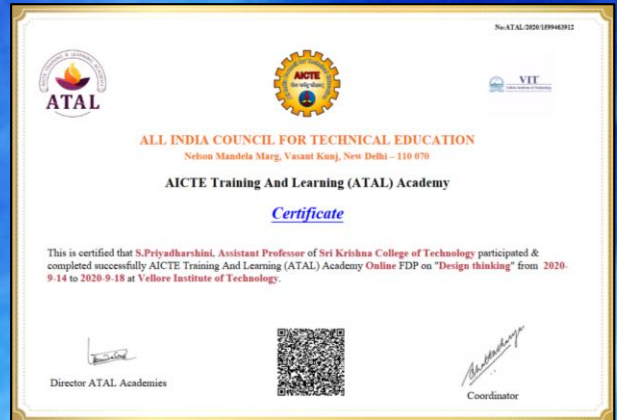 No:ATAL/2020/1599463912
ATAL
AICTE
VIT
ALL INDIA COUNCIL FOR TECHNICAL EDUCATION
Nelson Mandela Marg, Vasant Kunj, New Delhi – 110 070
AICTE Training And Learning (ATAL) Academy
Certificate
This is certified that S.Priyadharshini, Assistant Professor of Sri Krishna College of Technology participated &
completed successfully AICTE Training And Learning (ATAL) Academy Online FDP on "Design thinking" from 2020-
9-14 to 2020-9-18 at Vellore Institute of Technology.
Director ATAL Academies
Coordinator